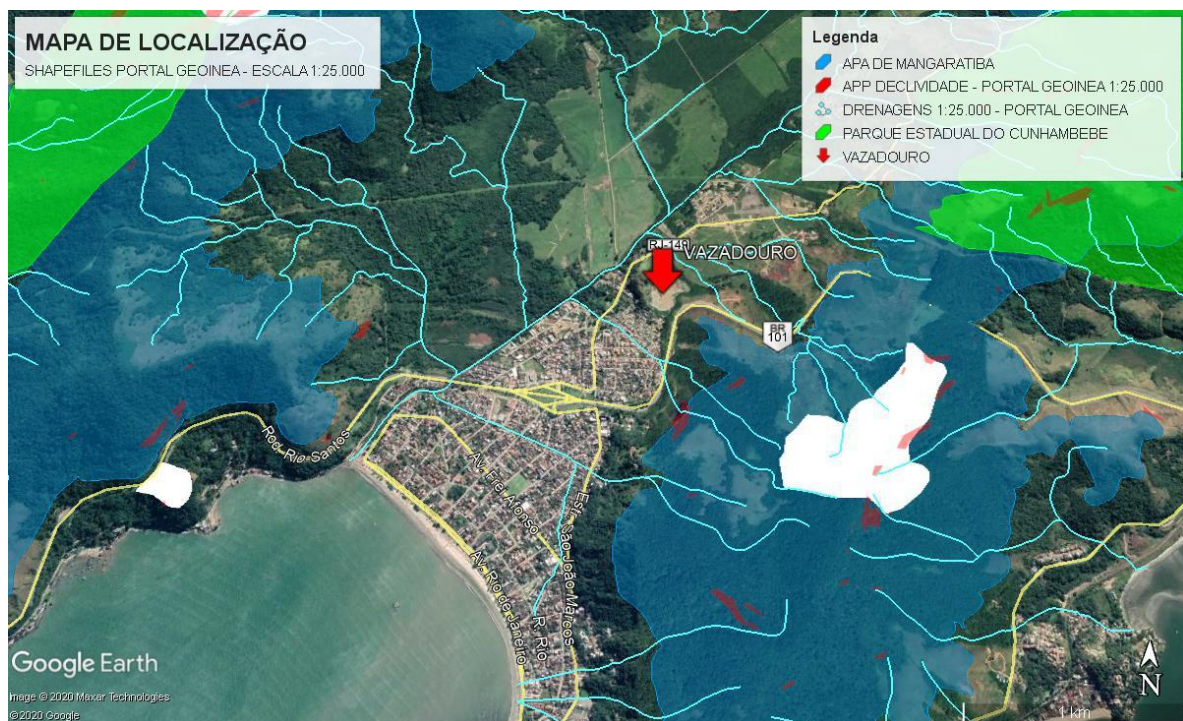 MAPA DE LOCALIZAÇÃO
SHAPEFILES PORTAL GEOINEA - ESCALA 1:25.000
Legenda
APA DE MANGARATIBA
APP DECLIVIDADE - PORTAL GEOINEA 1:25.000
DRENAGENS 1:25.000 - PORTAL GEOINEA
PARQUE ESTADUAL DO CUNHAMBEBE
VAZADOURO
RJ-149
VAZADOURO
BR
101
Rod. Rio Santos
Av. Frei Afonso
Est. São João Marcos
Av. Rio de Janeiro
R. Rio
Google Earth
Image © 2020 Maxar Technologies
©2020 Google
1 km
N